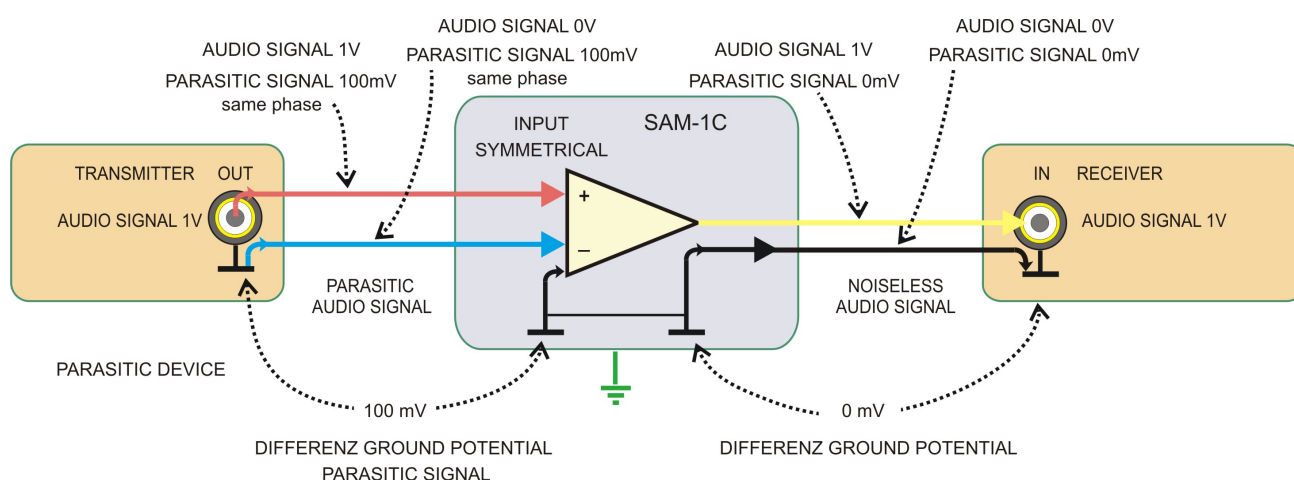 AUDIO SIGNAL 1V
PARASITIC SIGNAL 100mV
same phase
AUDIO SIGNAL 0V
PARASITIC SIGNAL 100mV
same phase
AUDIO SIGNAL 1V
PARASITIC SIGNAL 0mV
AUDIO SIGNAL 0V
PARASITIC SIGNAL 0mV
TRANSMITTER OUT
AUDIO SIGNAL 1V
INPUT
SYMMETRICAL
SAM-1C
+
–
IN RECEIVER
AUDIO SIGNAL 1V
PARASITIC
AUDIO SIGNAL
NOISELESS
AUDIO SIGNAL
PARASITIC DEVICE
100 mV
DIFFERENZ GROUND POTENTIAL
PARASITIC SIGNAL
0 mV
DIFFERENZ GROUND POTENTIAL